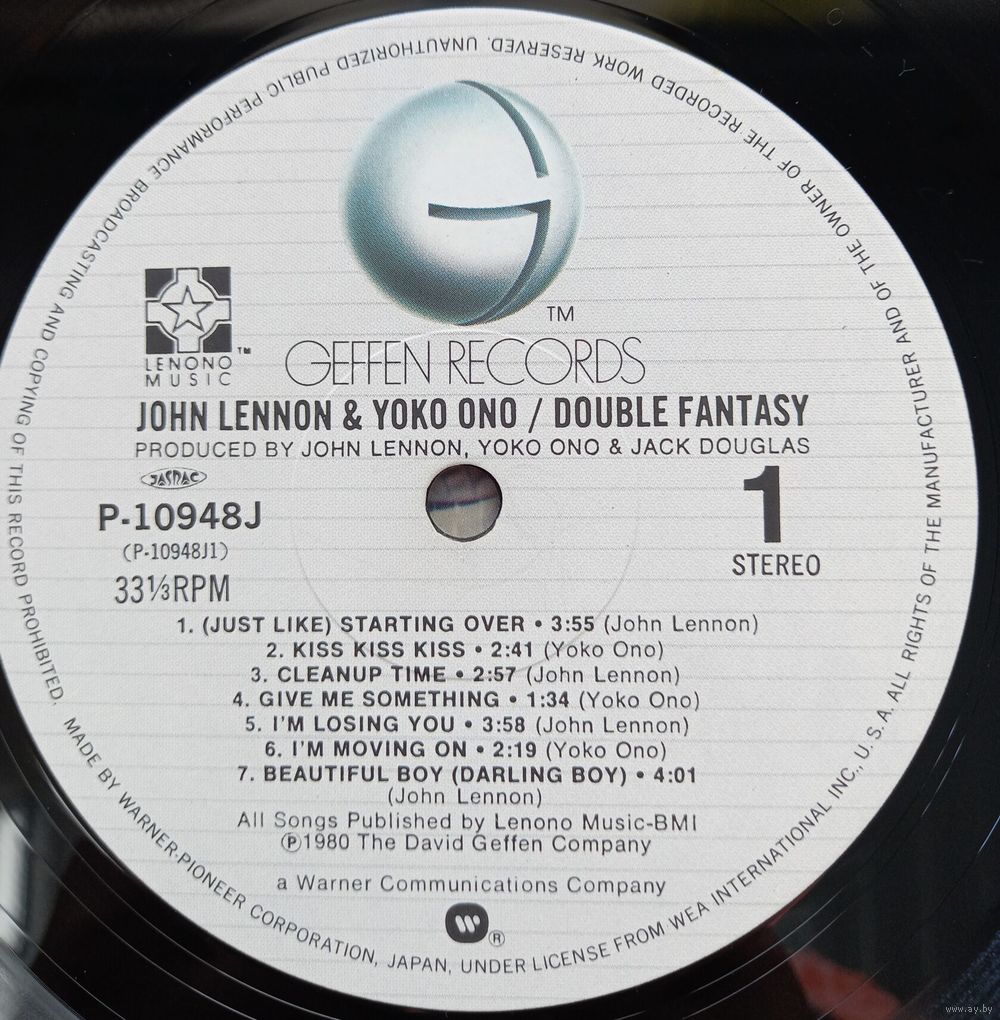 ALL RIGHTS OF THE MANUFACTURER AND OF THE OWNER OF THE RECORDED WORK RESERVED. UNAUTHORIZED PUBLIC PERFORMANCE BROADCASTING AND COPYING OF THIS RECORD PROHIBITED.
TM
LENONO™
MUSIC
GEFFEN RECORDS
JOHN LENNON & YOKO ONO / DOUBLE FANTASY
PRODUCED BY JOHN LENNON, YOKO ONO & JACK DOUGLAS
JASRAC
P-10948J
(P-10948J1)
33⅓RPM
1
STEREO
1. (JUST LIKE) STARTING OVER • 3:55 (John Lennon)
2. KISS KISS KISS • 2:41 (Yoko Ono)
3. CLEANUP TIME • 2:57 (John Lennon)
4. GIVE ME SOMETHING • 1:34 (Yoko Ono)
5. I'M LOSING YOU • 3:58 (John Lennon)
6. I'M MOVING ON • 2:19 (Yoko Ono)
7. BEAUTIFUL BOY (DARLING BOY) • 4:01
(John Lennon)
All Songs Published by Lenono Music-BMI
℗1980 The David Geffen Company
a Warner Communications Company
®
MADE BY WARNER-PIONEER CORPORATION, JAPAN, UNDER LICENSE FROM WEA INTERNATIONAL INC., U.S.A.
www.ay.by